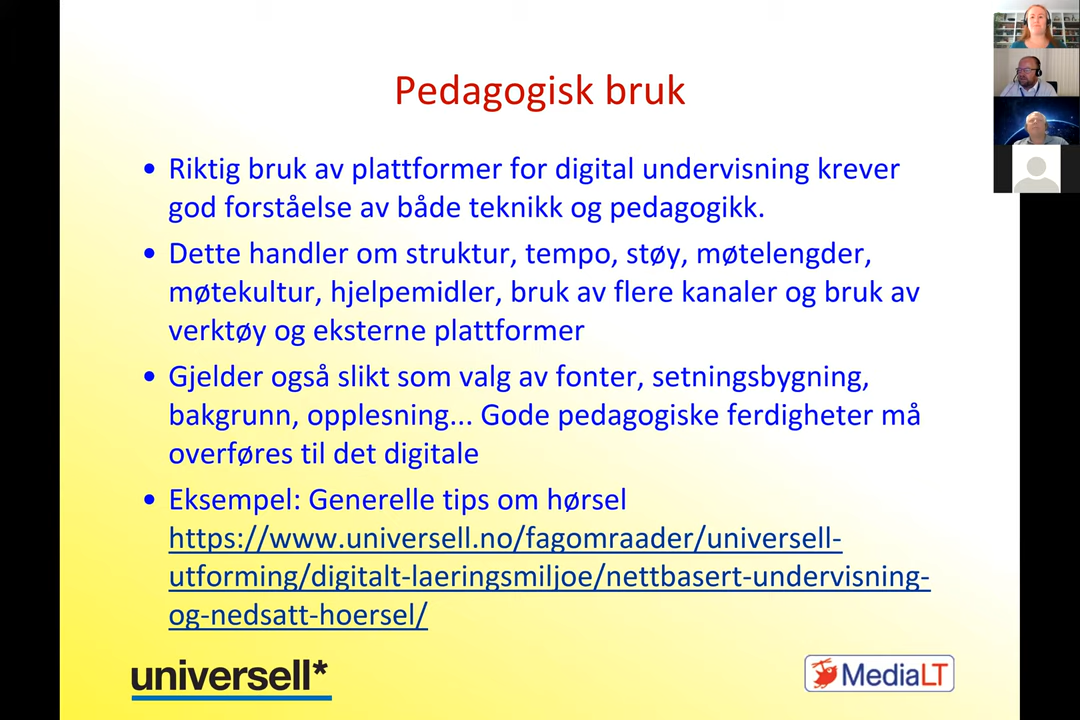 Pedagogisk bruk
• Riktig bruk av plattformer for digital undervisning krever
god forståelse av både teknikk og pedagogikk.
• Dette handler om struktur, tempo, støy, møtelengder,
møtekultur, hjelpemidler, bruk av flere kanaler og bruk av
verktøy og eksterne plattformer
• Gjelder også slikt som valg av fonter, setningsbygning,
bakgrunn, opplesning... Gode pedagogiske ferdigheter må
overføres til det digitale
• Eksempel: Generelle tips om hørsel
https://www.universell.no/fagomraader/universell-
utforming/digitalt-laeringsmiljoe/nettbasert-undervisning-
og-nedsatt-hoersel/
universell*
MediaLT